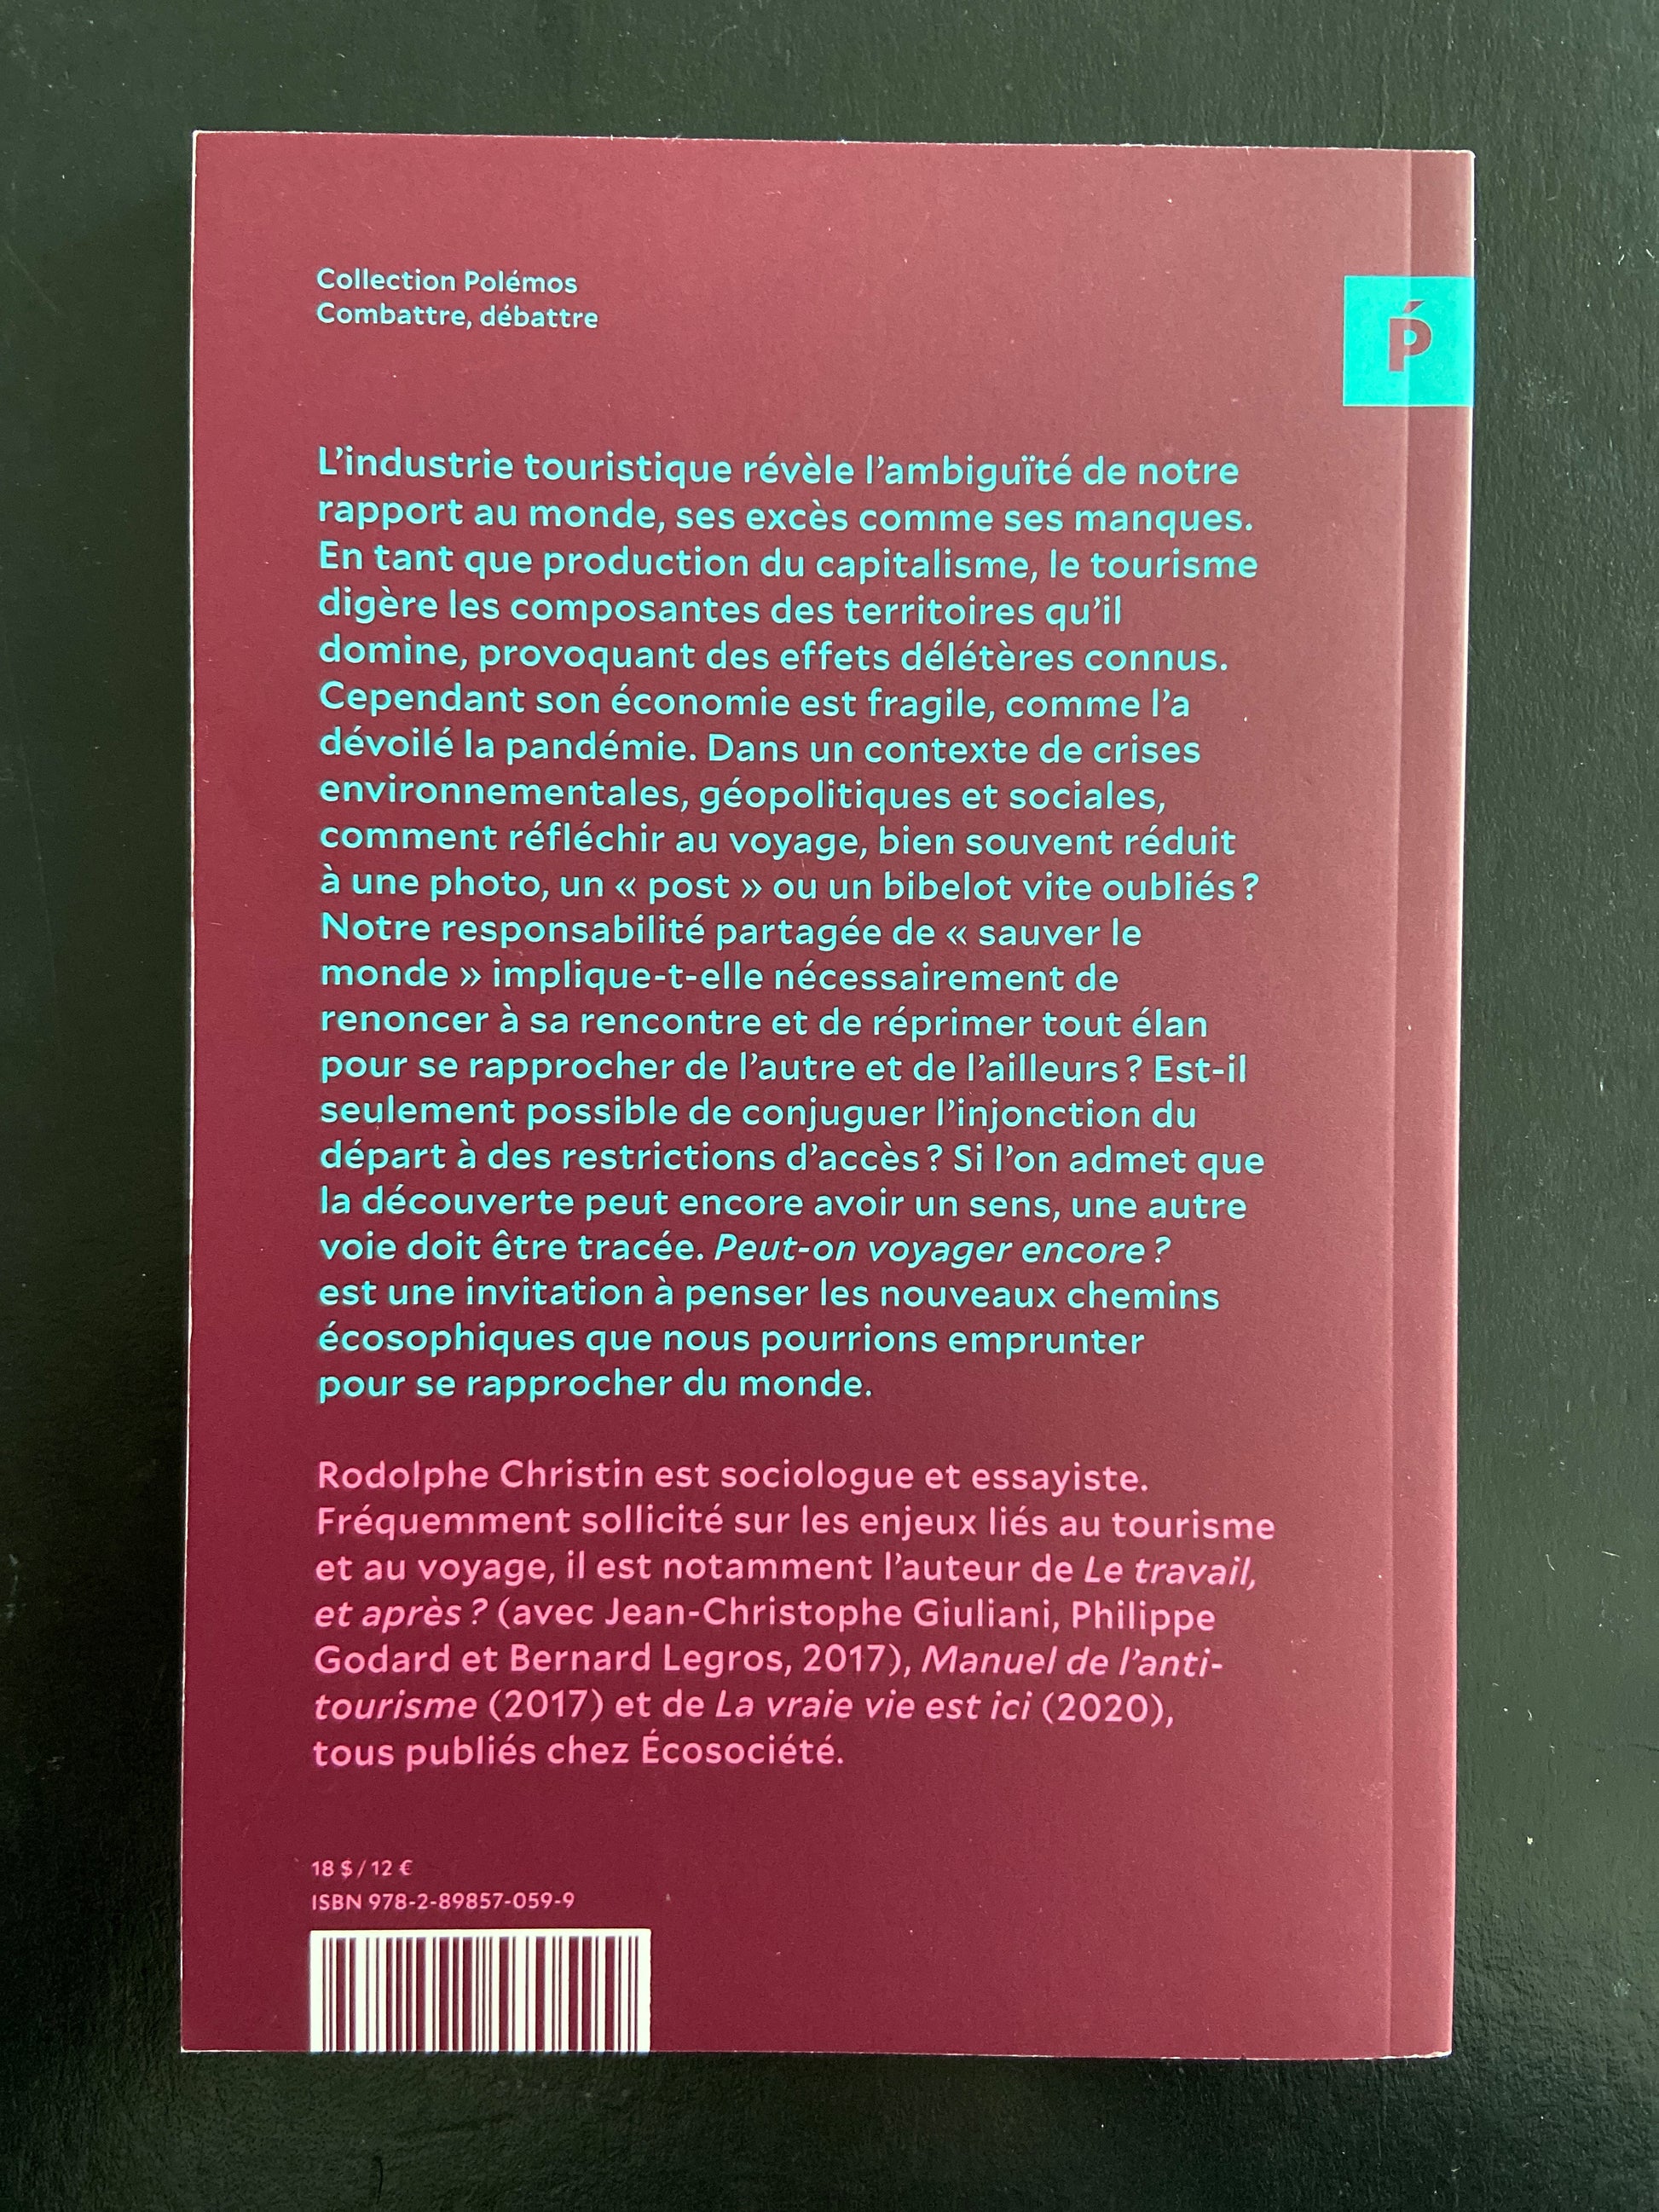 Collection Polémos
Combattre, débattre
Ṕ
L’industrie touristique révèle l’ambiguïté de notre
rapport au monde, ses excès comme ses manques.
En tant que production du capitalisme, le tourisme
digère les composantes des territoires qu’il
domine, provoquant des effets délétères connus.
Cependant son économie est fragile, comme l’a
dévoilé la pandémie. Dans un contexte de crises
environnementales, géopolitiques et sociales,
comment réfléchir au voyage, bien souvent réduit
à une photo, un « post » ou un bibelot vite oubliés ?
Notre responsabilité partagée de « sauver le
monde » implique-t-elle nécessairement de
renoncer à sa rencontre et de réprimer tout élan
pour se rapprocher de l’autre et de l’ailleurs ? Est-il
seulement possible de conjuguer l’injonction du
départ à des restrictions d’accès ? Si l’on admet que
la découverte peut encore avoir un sens, une autre
voie doit être tracée. Peut-on voyager encore ?
est une invitation à penser les nouveaux chemins
écosophiques que nous pourrions emprunter
pour se rapprocher du monde.
Rodolphe Christin est sociologue et essayiste.
Fréquemment sollicité sur les enjeux liés au tourisme
et au voyage, il est notamment l’auteur de Le travail,
et après ? (avec Jean-Christophe Giuliani, Philippe
Godard et Bernard Legros, 2017), Manuel de l’anti-
tourisme (2017) et de La vraie vie est ici (2020),
tous publiés chez Écosociété.
18 $ / 12 €
ISBN 978-2-89857-059-9